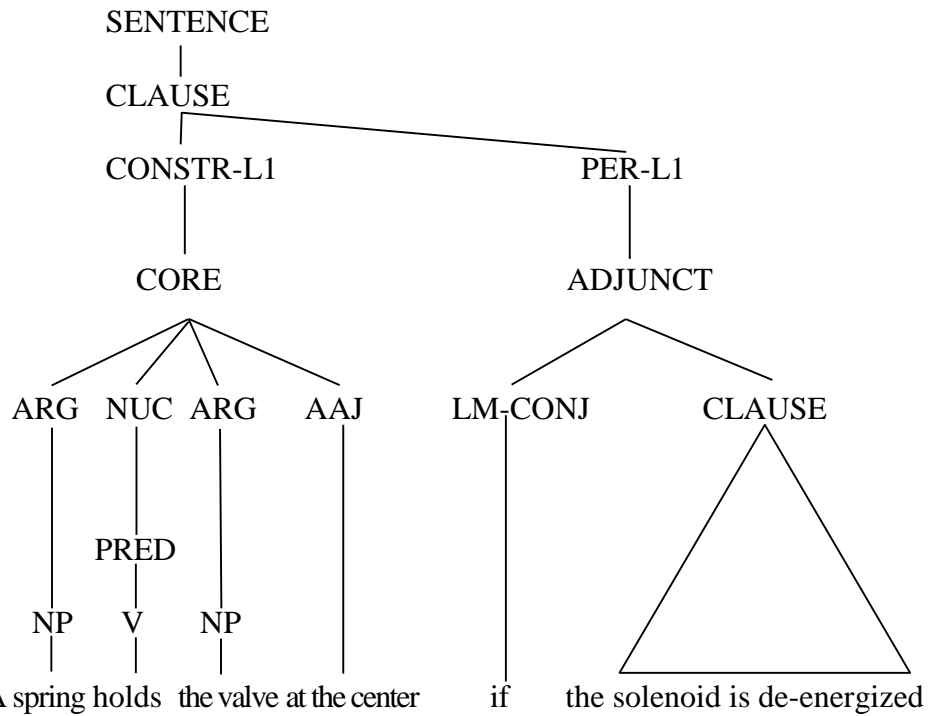 SENTENCE
CLAUSE
CONSTR-L1 PER-L1
CORE ADJUNCT
ARG NUC ARG AAJ LM-CONJ CLAUSE
PRED
NP V NP
A spring holds the valve at the center if the solenoid is de-energized